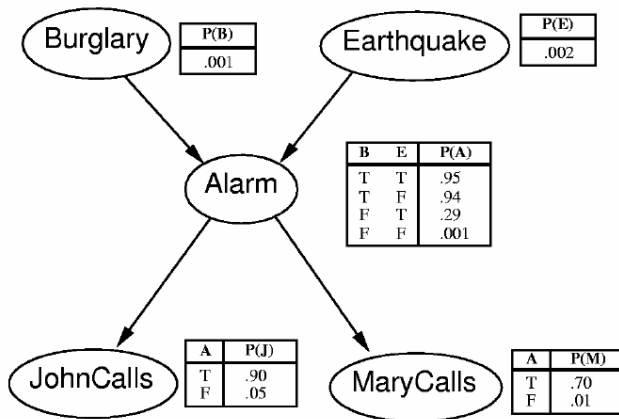 Burglary
P(B)
.001
Earthquake
P(E)
.002
Alarm
B E P(A)
T T .95
T F .94
F T .29
F F .001
JohnCalls
A P(J)
T .90
F .05
MaryCalls
A P(M)
T .70
F .01